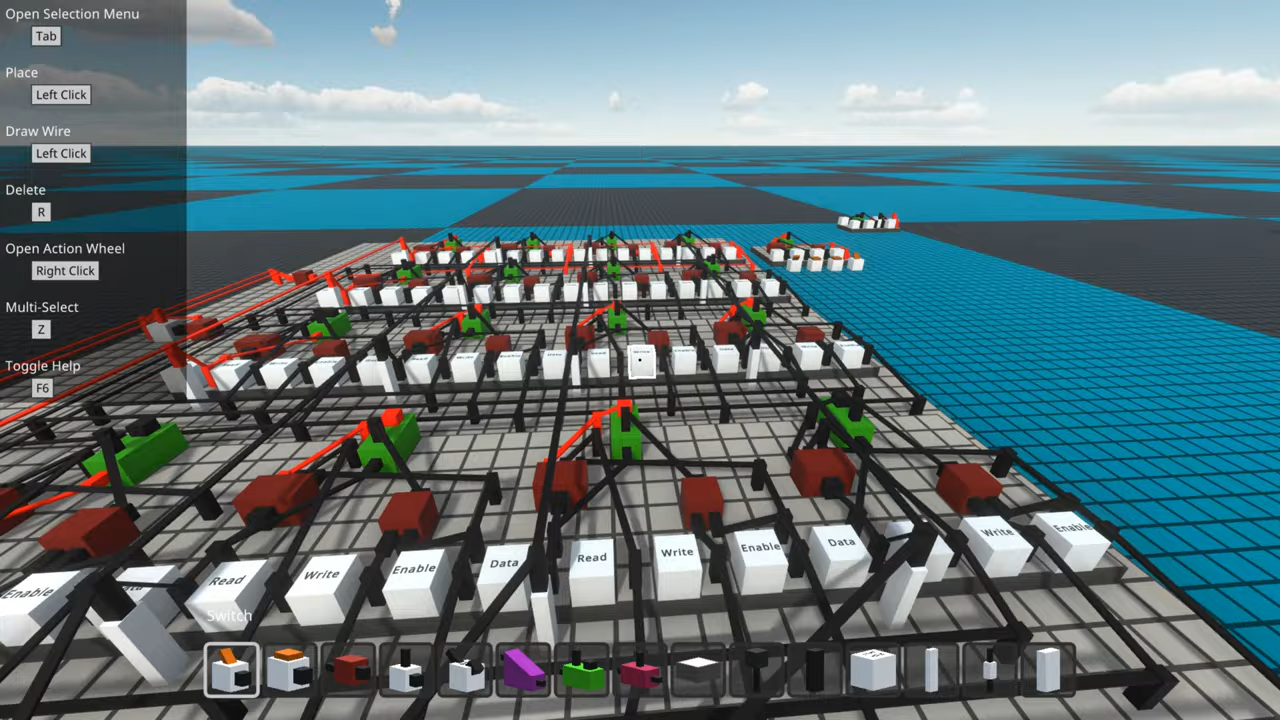 Open Selection Menu
Tab
Place
Left Click
Draw Wire
Left Click
Delete
R
Open Action Wheel
Right Click
Multi-Select
Z
Toggle Help
F6
Enable
Read
Write
Enable
Data
Read
Write
Enable
Data
Write
Enable
Switch